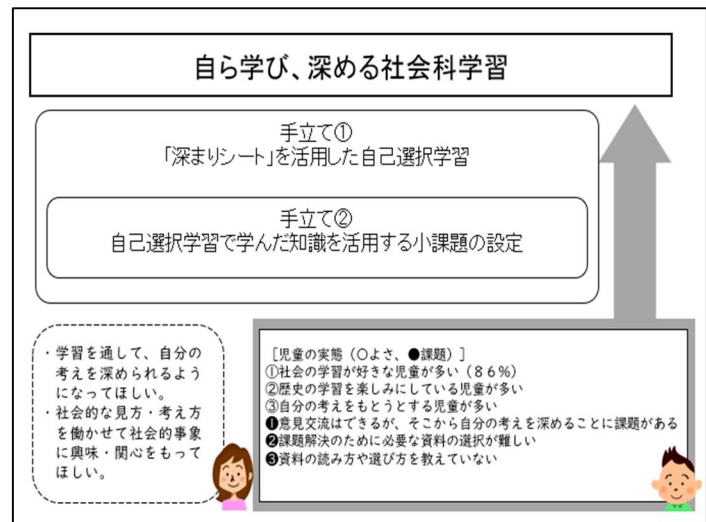 自ら学び、深める社会科学習
手立て①
「深まりシート」を活用した自己選択学習
手立て②
自己選択学習で学んだ知識を活用する小課題の設定
・学習を通して、自分の
考えを深められるよう
になってほしい。
・社会的な見方・考え方
を働かせて社会的事象
に興味・関心をもって
ほしい。
［児童の実態（○よさ、●課題）］
①社会の学習が好きな児童が多い（８６％）
②歴史の学習を楽しみにしている児童が多い
③自分の考えをもとうとする児童が多い
❶意見交流はできるが、そこから自分の考えを深めることに課題がある
❷課題解決のために必要な資料の選択が難しい
❸資料の読み方や選び方を教えていない